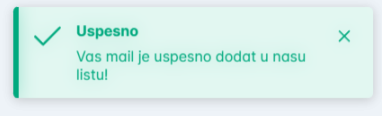 Uspesno
Vas mail je uspesno dodat u nasu
listu!